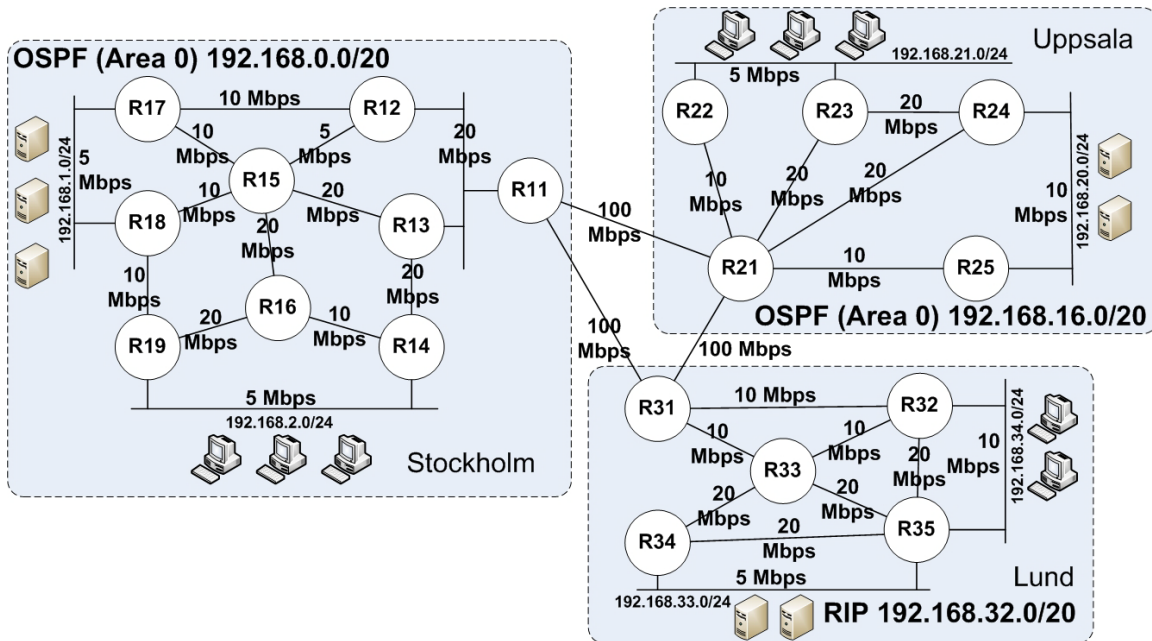 OSPF (Area 0) 192.168.0.0/20
R17
10 Mbps
R12
10
Mbps
5
Mbps
20
Mbps
5
Mbps
192.168.1.0/24
R15
R18
10
Mbps
20
Mbps
R13
R11
20
Mbps
10
Mbps
R16
20
Mbps
R19
20
Mbps
10
Mbps
R14
5 Mbps
192.168.2.0/24
Stockholm
100
Mbps
100
Mbps
100 Mbps
Uppsala
192.168.21.0/24
5 Mbps
R22
R23
20
Mbps
R24
10
Mbps
20
Mbps
20
Mbps
10
Mbps
192.168.20.0/24
R21
10
Mbps
R25
OSPF (Area 0) 192.168.16.0/20
R31
10 Mbps
R32
10
Mbps
10
Mbps
20
Mbps
10
Mbps
192.168.34.0/24
R33
20
Mbps
20
Mbps
R34
20
Mbps
R35
5 Mbps
192.168.33.0/24
Lund
RIP 192.168.32.0/20